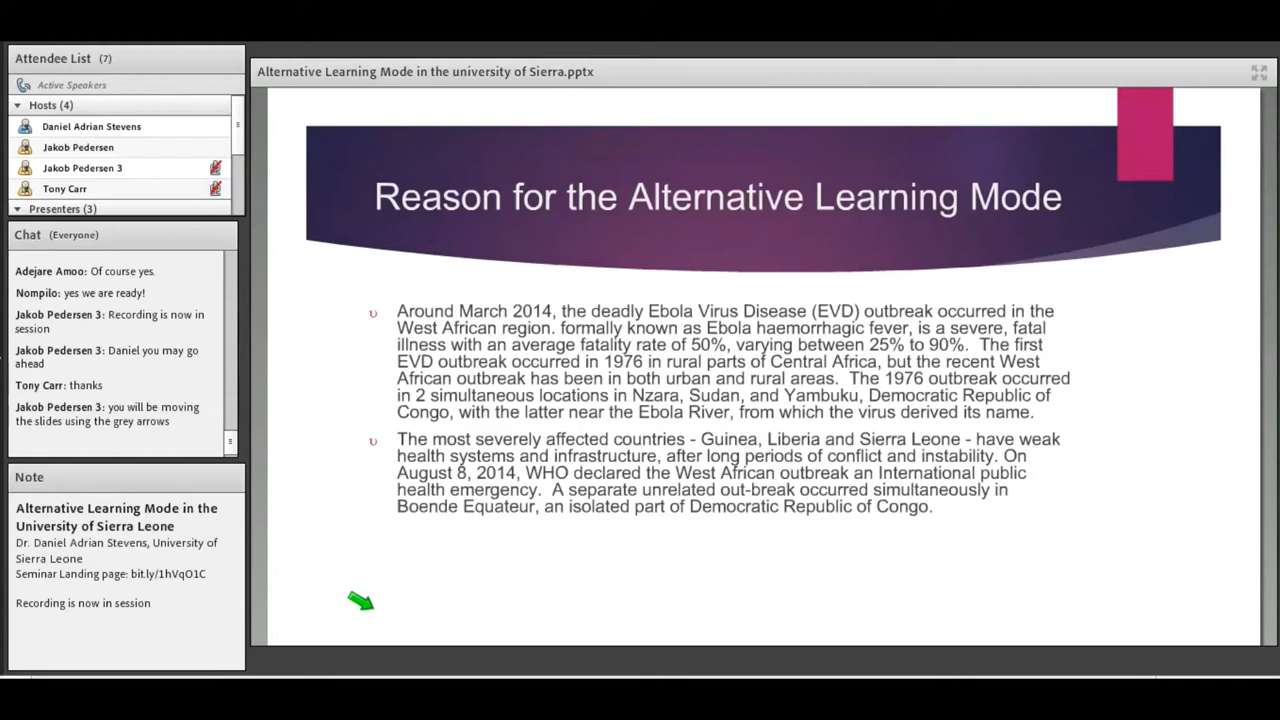 Attendee List (7)
Active Speakers
Hosts (4)
Daniel Adrian Stevens
Jakob Pedersen
Jakob Pedersen 3
Tony Carr
Presenters (3)
Chat (Everyone)
Adejare Amoo: Of course yes.
Nompilo: yes we are ready!
Jakob Pedersen 3: Recording is now in
session
Jakob Pedersen 3: Daniel you may go
ahead
Tony Carr: thanks
Jakob Pedersen 3: you will be moving
the slides using the grey arrows
Note
Alternative Learning Mode in the
University of Sierra Leone
Dr. Daniel Adrian Stevens, University of
Sierra Leone
Seminar Landing page: bit.ly/1hVqO1C
Recording is now in session
Alternative Learning Mode in the university of Sierra.pptx
Reason for the Alternative Learning Mode
υ Around March 2014, the deadly Ebola Virus Disease (EVD) outbreak occurred in the
West African region. formally known as Ebola haemorrhagic fever, is a severe, fatal
illness with an average fatality rate of 50%, varying between 25% to 90%. The first
EVD outbreak occurred in 1976 in rural parts of Central Africa, but the recent West
African outbreak has been in both urban and rural areas. The 1976 outbreak occurred
in 2 simultaneous locations in Nzara, Sudan, and Yambuku, Democratic Republic of
Congo, with the latter near the Ebola River, from which the virus derived its name.
υ The most severely affected countries - Guinea, Liberia and Sierra Leone - have weak
health systems and infrastructure, after long periods of conflict and instability. On
August 8, 2014, WHO declared the West African outbreak an International public
health emergency. A separate unrelated out-break occurred simultaneously in
Boende Equateur, an isolated part of Democratic Republic of Congo.